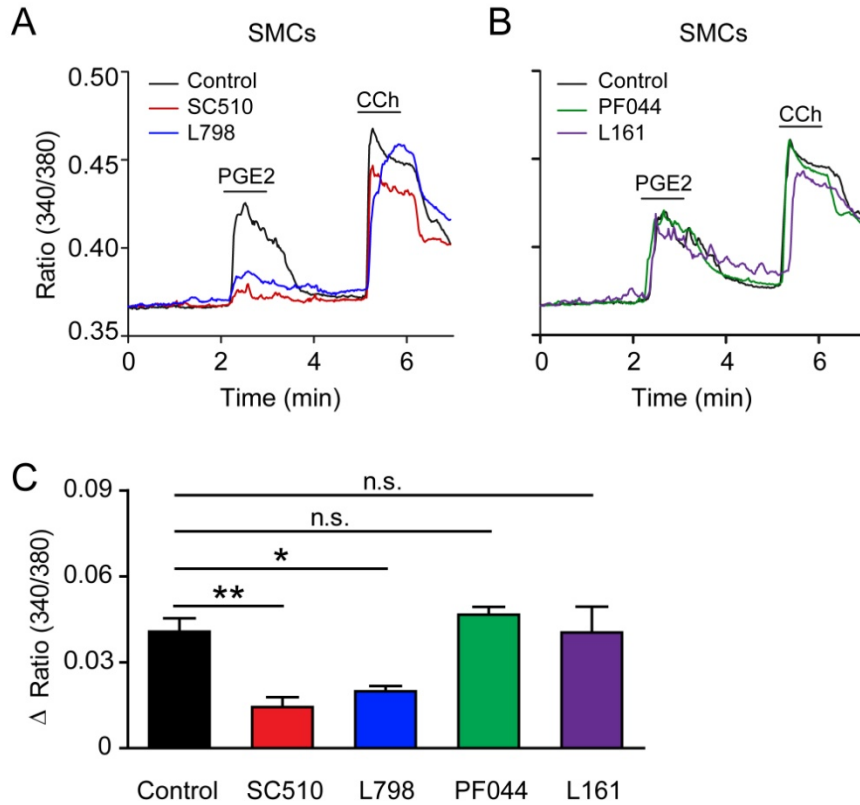 A
SMCs
0.50
0.45
0.40
0.35
Ratio (340/380)
Control
SC510
L798
PGE2
CCh
0 2 4 6
Time (min)
B
SMCs
Control
PF044
L161
PGE2
CCh
0 2 4 6
Time (min)
C
0.09
0.06
0.03
0
Δ Ratio (340/380)
n.s.
n.s.
*
**
Control SC510 L798 PF044 L161